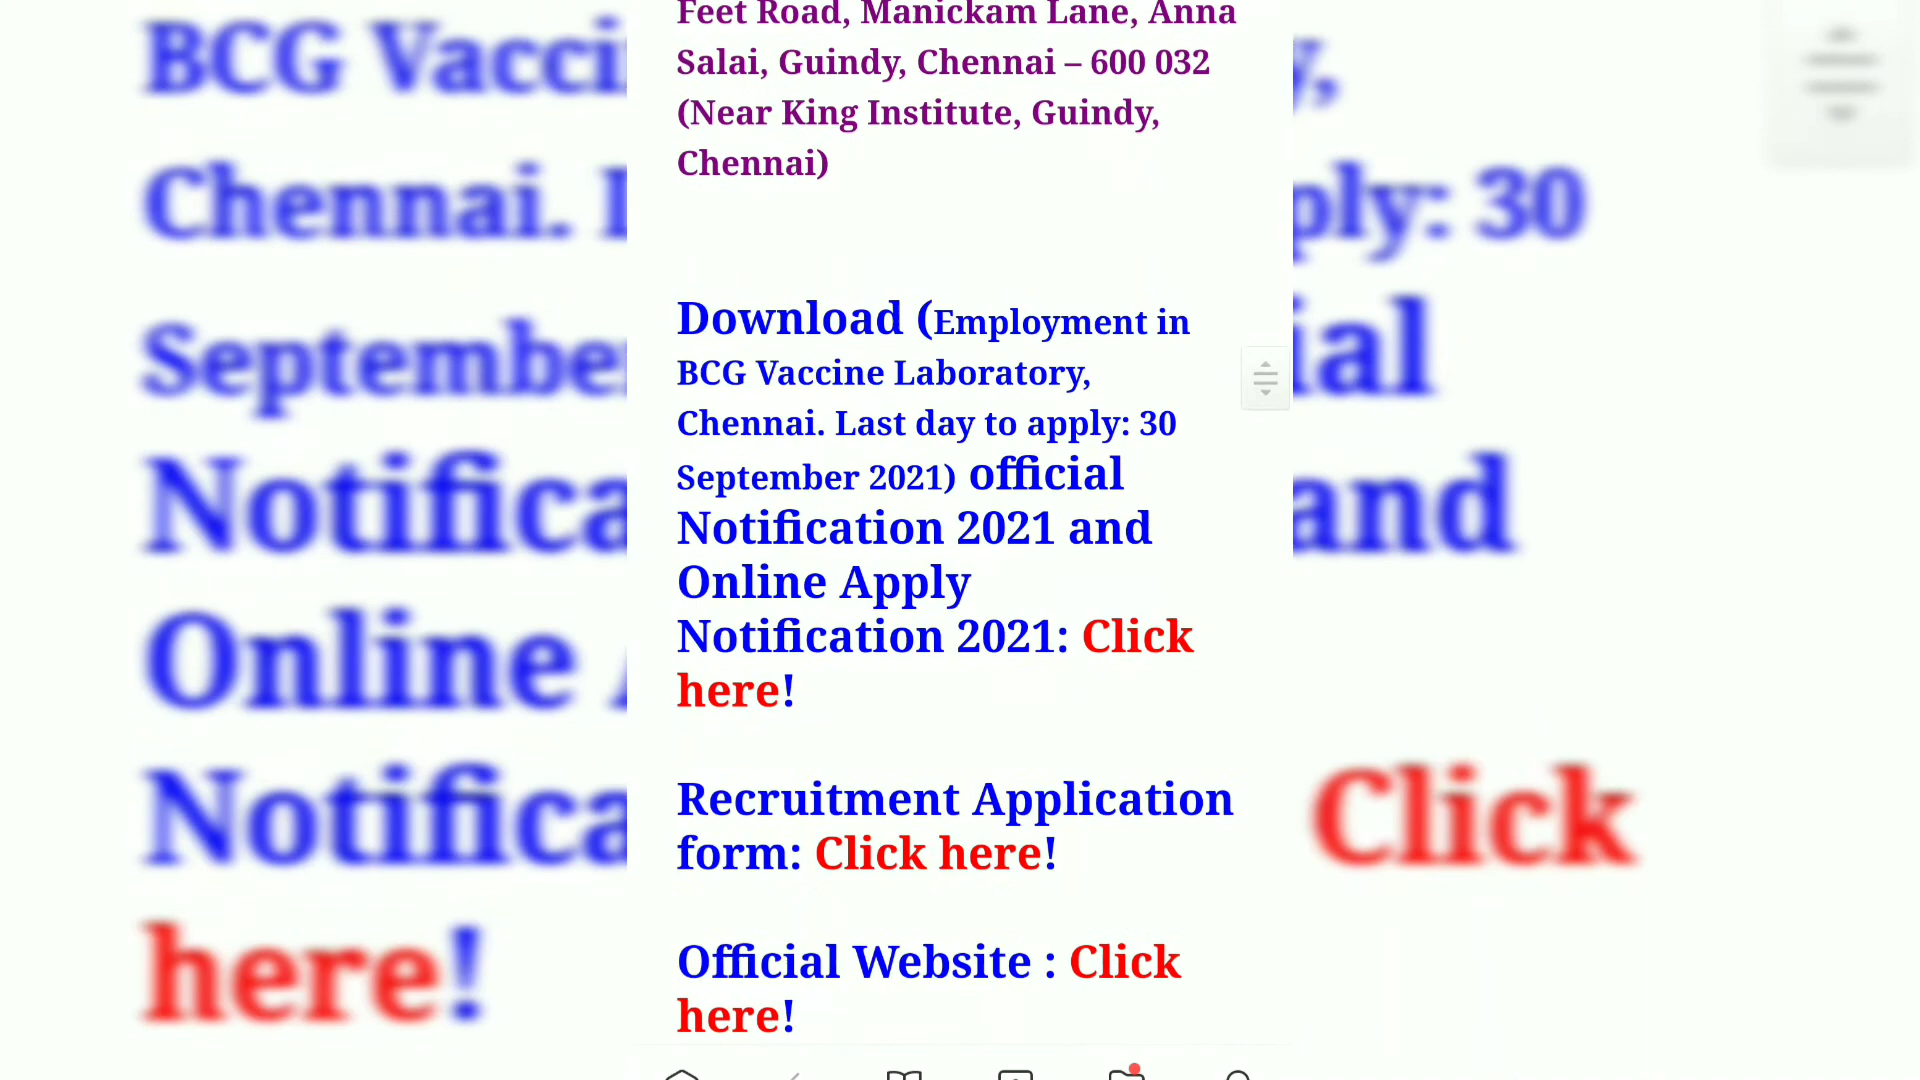 Feet Road, Manickam Lane, Anna
Salai, Guindy, Chennai – 600 032
(Near King Institute, Guindy,
Chennai)
Download (Employment in
BCG Vaccine Laboratory,
Chennai. Last day to apply: 30
September 2021) official
Notification 2021 and
Online Apply
Notification 2021: Click
here!
Recruitment Application
form: Click here!
Official Website : Click
here!